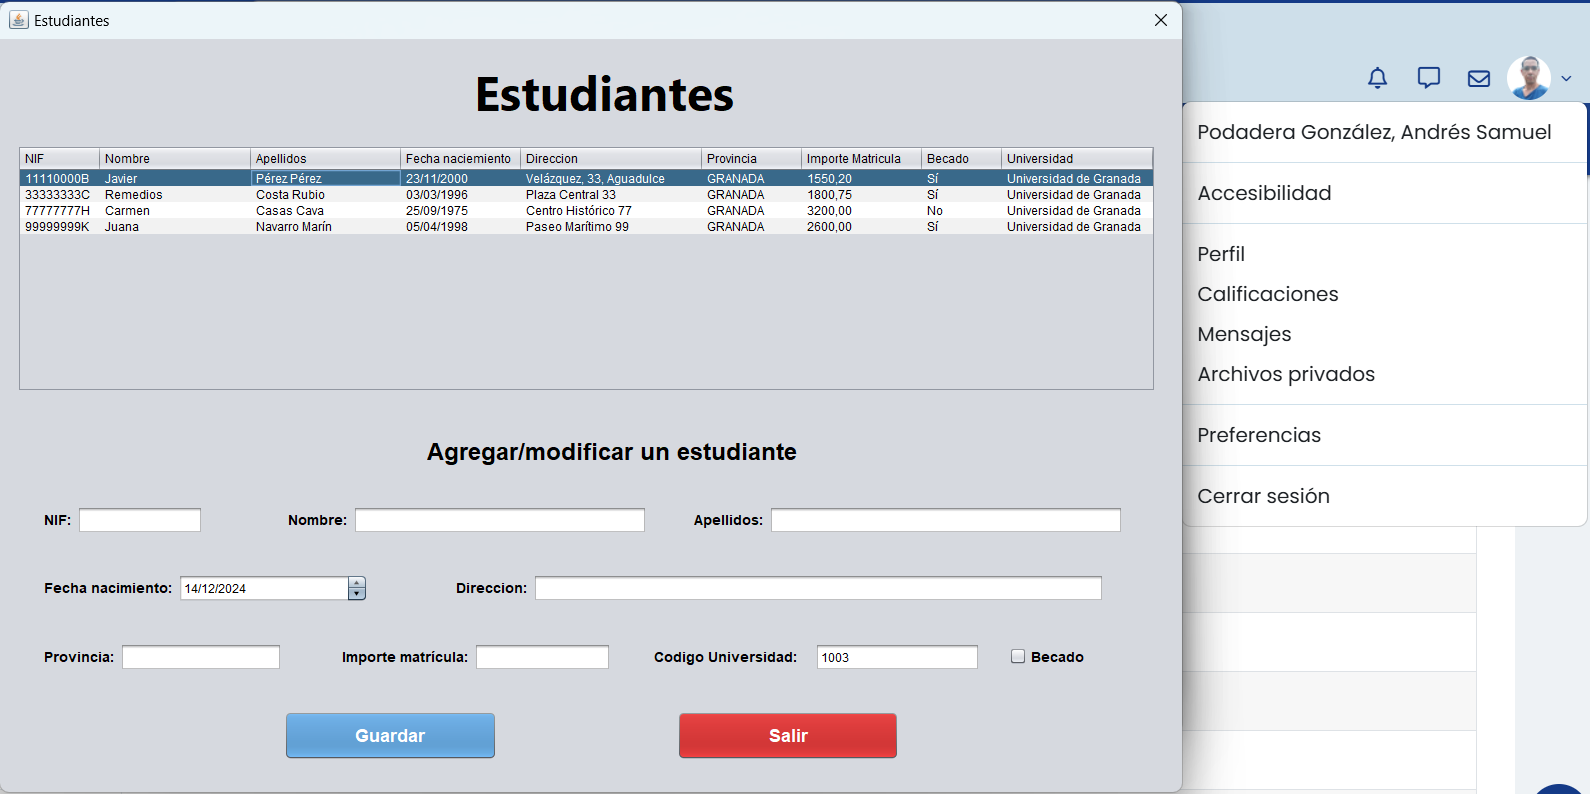 Estudiantes
Estudiantes
NIF Nombre Apellidos Fecha naciemiento Direccion Provincia Importe Matricula Becado Universidad
11110000B Javier Pérez Pérez 23/11/2000 Velázquez, 33, Aguadulce GRANADA 1550,20 Sí Universidad de Granada
33333333C Remedios Costa Rubio 03/03/1996 Plaza Central 33 GRANADA 1800,75 Sí Universidad de Granada
77777777H Carmen Casas Cava 25/09/1975 Centro Histórico 77 GRANADA 3200,00 No Universidad de Granada
99999999K Juana Navarro Marín 05/04/1998 Paseo Marítimo 99 GRANADA 2600,00 Sí Universidad de Granada
Agregar/modificar un estudiante
NIF: Nombre: Apellidos:
Fecha nacimiento: 14/12/2024 Direccion:
Provincia: Importe matrícula: Codigo Universidad: 1003 Becado
Guardar Salir
Podadera González, Andrés Samuel
Accesibilidad
Perfil
Calificaciones
Mensajes
Archivos privados
Preferencias
Cerrar sesión